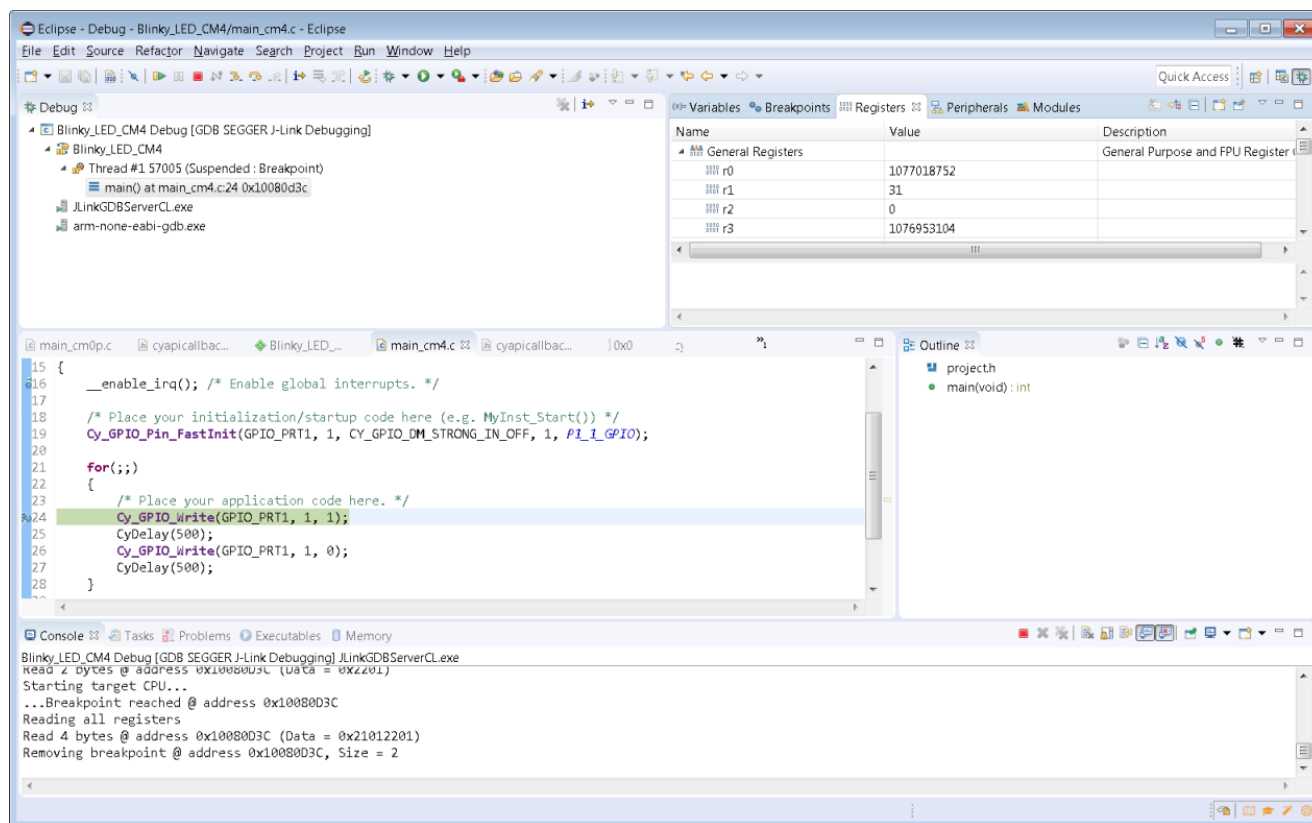 Eclipse - Debug - Blinky_LED_CM4/main_cm4.c - Eclipse
File Edit Source Refactor Navigate Search Project Run Window Help
Quick Access
Debug
Blinky_LED_CM4 Debug [GDB SEGGER J-Link Debugging]
Blinky_LED_CM4
Thread #1 57005 (Suspended : Breakpoint)
main() at main_cm4.c:24 0x10080d3c
JLinkGDBServerCL.exe
arm-none-eabi-gdb.exe
(x)= Variables Breakpoints Registers Peripherals Modules
Name Value Description
General Registers General Purpose and FPU Register
r0 1077018752
r1 31
r2 0
r3 1076953104
main_cm0p.c cyapicallbac... Blinky_LED_... main_cm4.c cyapicallbac... 0x0 »1
15 {
16 __enable_irq(); /* Enable global interrupts. */
17
18 /* Place your initialization/startup code here (e.g. MyInst_Start()) */
19 Cy_GPIO_Pin_FastInit(GPIO_PRT1, 1, CY_GPIO_DM_STRONG_IN_OFF, 1, P1_1_GPIO);
20
21 for(;;)
22 {
23 /* Place your application code here. */
24 Cy_GPIO_Write(GPIO_PRT1, 1, 1);
25 CyDelay(500);
26 Cy_GPIO_Write(GPIO_PRT1, 1, 0);
27 CyDelay(500);
28 }
Outline
project.h
main(void) : int
Console Tasks Problems Executables Memory
Blinky_LED_CM4 Debug [GDB SEGGER J-Link Debugging] JLinkGDBServerCL.exe
Read 2 bytes @ address 0x10080D3C (Data = 0x2201)
Starting target CPU...
...Breakpoint reached @ address 0x10080D3C
Reading all registers
Read 4 bytes @ address 0x10080D3C (Data = 0x21012201)
Removing breakpoint @ address 0x10080D3C, Size = 2